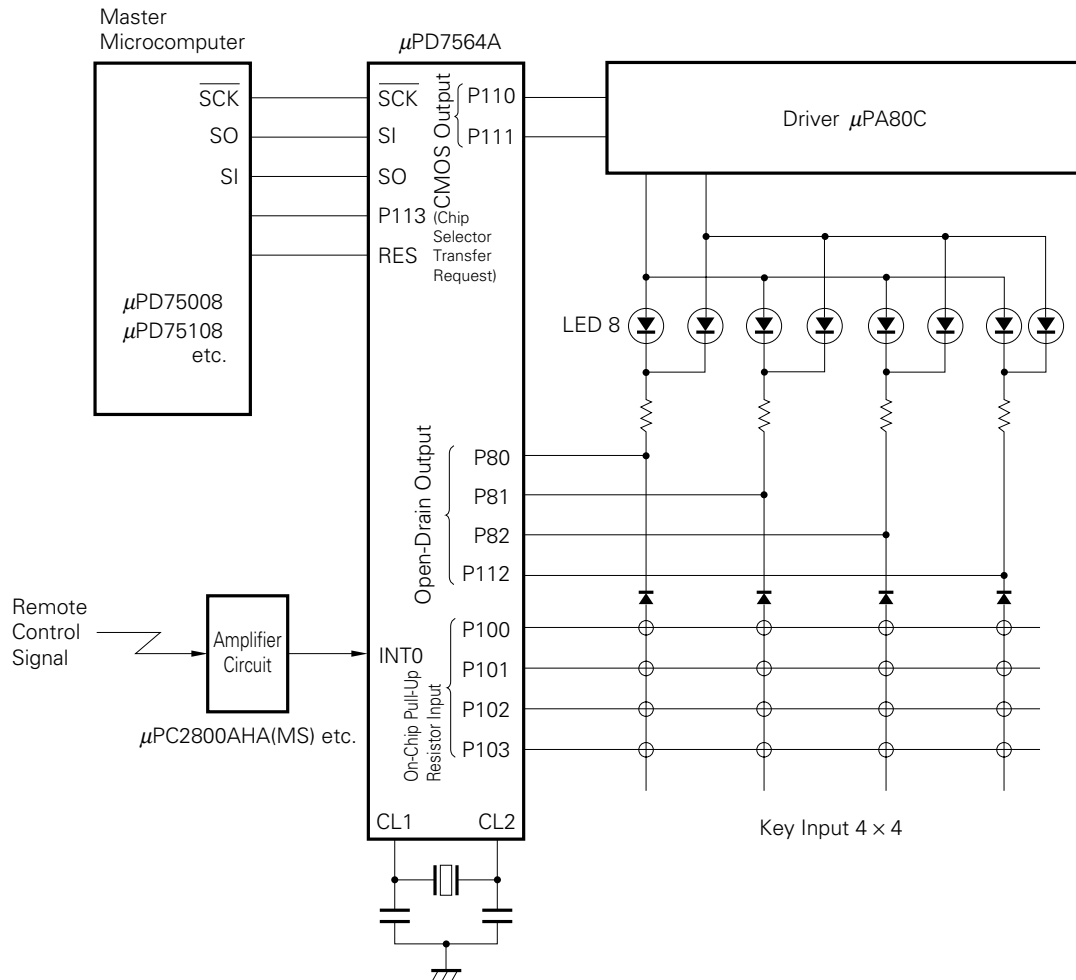 Master
Microcomputer
μPD7564A
SCK
SO
SI
μPD75008
μPD75108
etc.
SCK
SI
SO
P113 (Chip
Selector
Transfer
Request)
RES
CMOS Output
P110
P111
Driver μPA80C
LED 8
Open-Drain Output
P80
P81
P82
P112
Remote
Control
Signal
Amplifier
Circuit
μPC2800AHA(MS) etc.
INT0
On-Chip Pull-Up
Resistor Input
P100
P101
P102
P103
CL1
CL2
Key Input 4 × 4